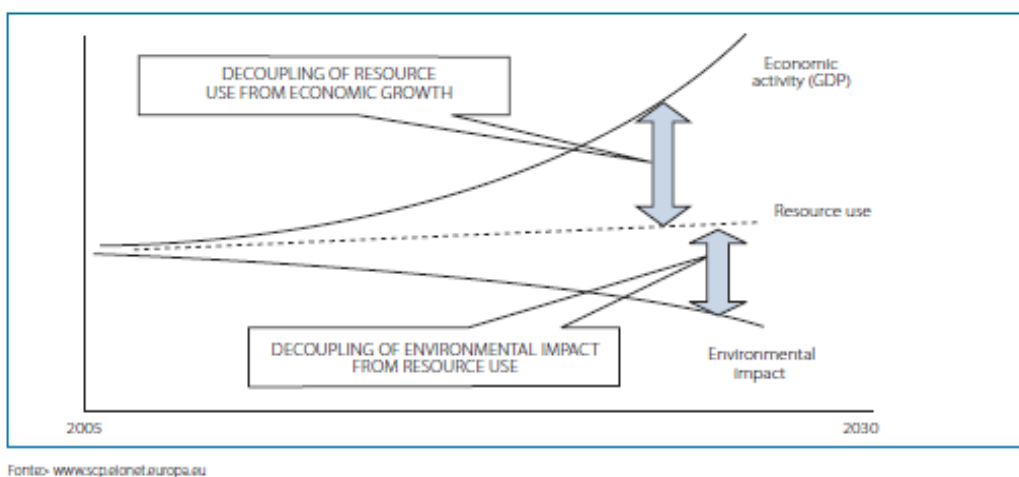 DECOUPLING OF RESOURCE
USE FROM ECONOMIC GROWTH
Economic
activity (GDP)
Resource use
DECOUPLING OF ENVIRONMENTAL IMPACT
FROM RESOURCE USE
Environmental
impact
2005
2030
Fonte> www.scp.eionet.europa.eu